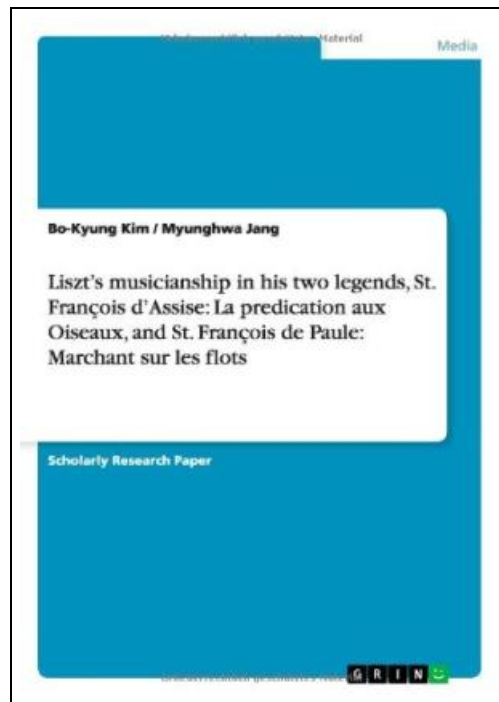 Material
Media
Bo-Kyung Kim / Myunghwa Jang
Liszt's musicianship in his two legends, St.
François d'Assise: La predication aux
Oiseaux, and St. François de Paule:
Marchant sur les flots
Scholarly Research Paper
G R I N